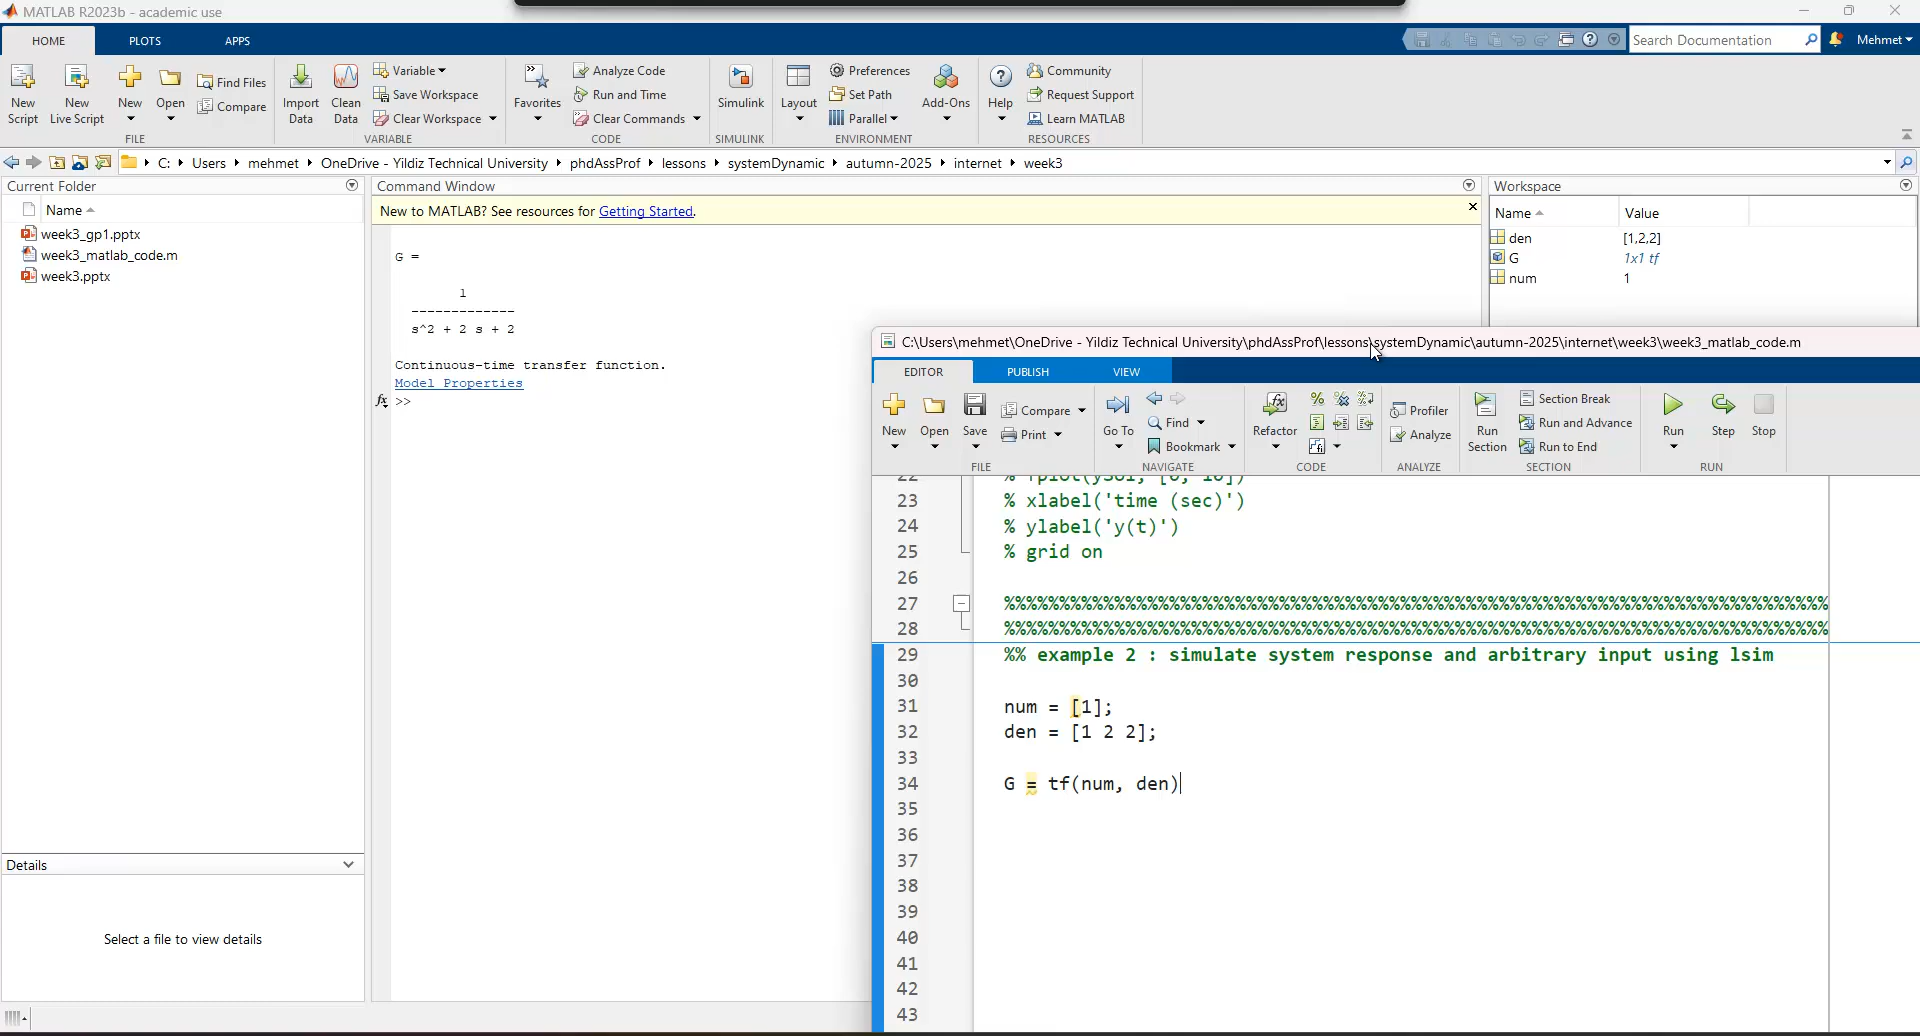 MATLAB R2023b - academic use
HOME PLOTS APPS
Search Documentation Mehmet
New Script
New Live Script
New
Open
Find Files
Compare
FILE
Import Data
Clean Data
Variable
Save Workspace
Clear Workspace
VARIABLE
Favorites
Analyze Code
Run and Time
Clear Commands
CODE
Simulink
SIMULINK
Layout
Preferences
Set Path
Parallel
Add-Ons
ENVIRONMENT
Help
Community
Request Support
Learn MATLAB
RESOURCES
C: Users mehmet OneDrive - Yildiz Technical University phdAssProf lessons systemDynamic autumn-2025 internet week3
Current Folder
Name
week3_gp1.pptx
week3_matlab_code.m
week3.pptx
Details
Select a file to view details
Command Window
New to MATLAB? See resources for Getting Started.
G =
1
-------------
s^2 + 2 s + 2
Continuous-time transfer function.
Model Properties
fx >>
Workspace
Name Value
den [1,2,2]
G 1x1 tf
num 1
C:\Users\mehmet\OneDrive - Yildiz Technical University\phdAssProf\lessons\systemDynamic\autumn-2025\internet\week3\week3_matlab_code.m
EDITOR PUBLISH VIEW
New
Open
Save
Compare
Print
FILE
Go To
Find
Bookmark
NAVIGATE
Refactor
CODE
Profiler
Analyze
ANALYZE
Run Section
Section Break
Run and Advance
Run to End
SECTION
Run
Step
Stop
RUN
23 % xlabel('time (sec)')
24 % ylabel('y(t)')
25 % grid on
26
27 %%%%%%%%%%%%%%%%%%%%%%%%%%%%%%%%%%%%%%%%%%%%%%%%%%%%%%%%%%%%%%%%%%%%%%%%%%%
28 %%%%%%%%%%%%%%%%%%%%%%%%%%%%%%%%%%%%%%%%%%%%%%%%%%%%%%%%%%%%%%%%%%%%%%%%%%%
29 %% example 2 : simulate system response and arbitrary input using lsim
30
31 num = [1];
32 den = [1 2 2];
33
34 G = tf(num, den)
35
36
37
38
39
40
41
42
43